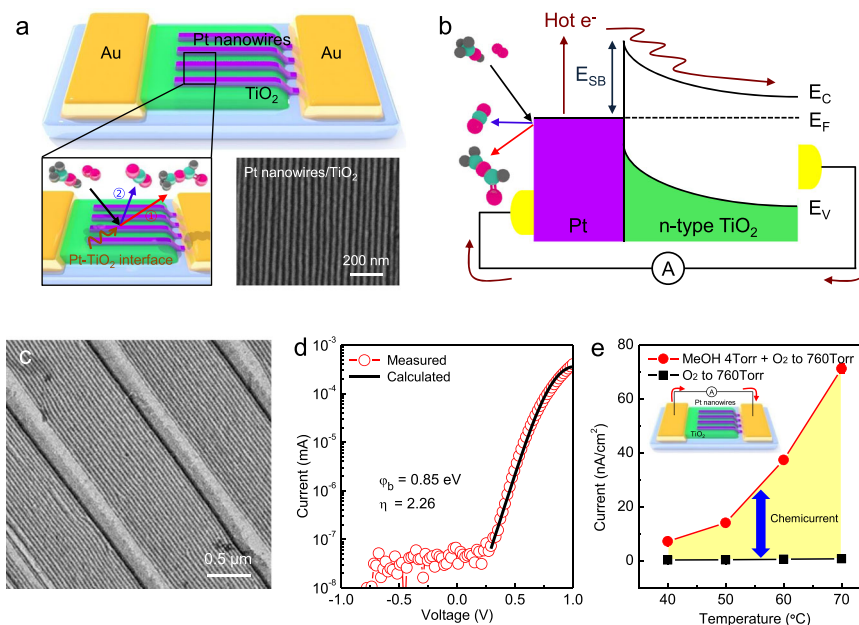 a
Au
Pt nanowires
Au
TiO2
②
Pt-TiO2 interface
Pt nanowires/TiO2
200 nm
b
Hot e-
ESB
EC
EF
EV
Pt
n-type TiO2
A
c
0.5 μm
d
10-3
10-4
10-5
10-6
10-7
10-8
Current (mA)
Measured
Calculated
φb = 0.85 eV
η = 2.26
-1.0 -0.5 0.0 0.5 1.0
Voltage (V)
e
80
60
40
20
0
Current (nA/cm2)
MeOH 4Torr + O2 to 760Torr
O2 to 760Torr
A
Pt nanowires
TiO2
Chemicurrent
40 50 60 70
Temperature (°C)